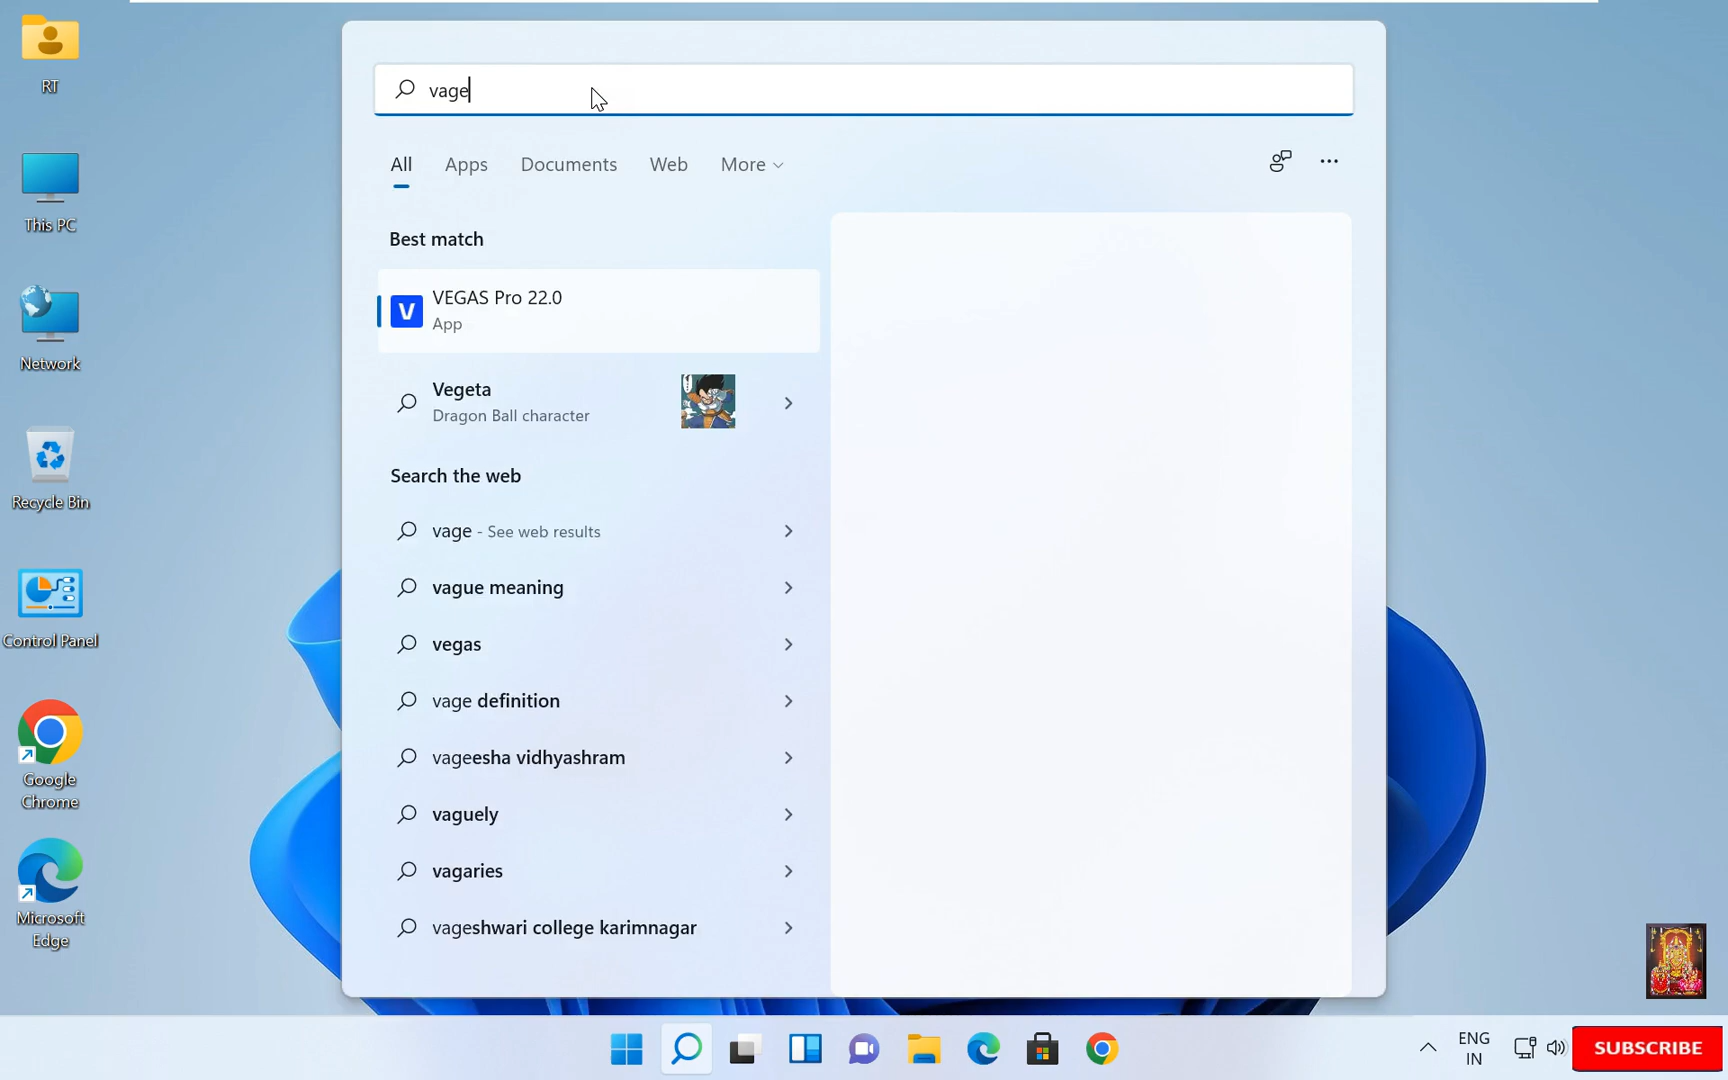 RT
This PC
Network
Recycle Bin
Control Panel
Google
Chrome
Microsoft
Edge
vage
All Apps Documents Web More
Best match
V
VEGAS Pro 22.0
App
Vegeta
Dragon Ball character
Search the web
vage - See web results
vague meaning
vegas
vage definition
vageesha vidhyashram
vaguely
vagaries
vageshwari college karimnagar
ENG
IN
SUBSCRIBE